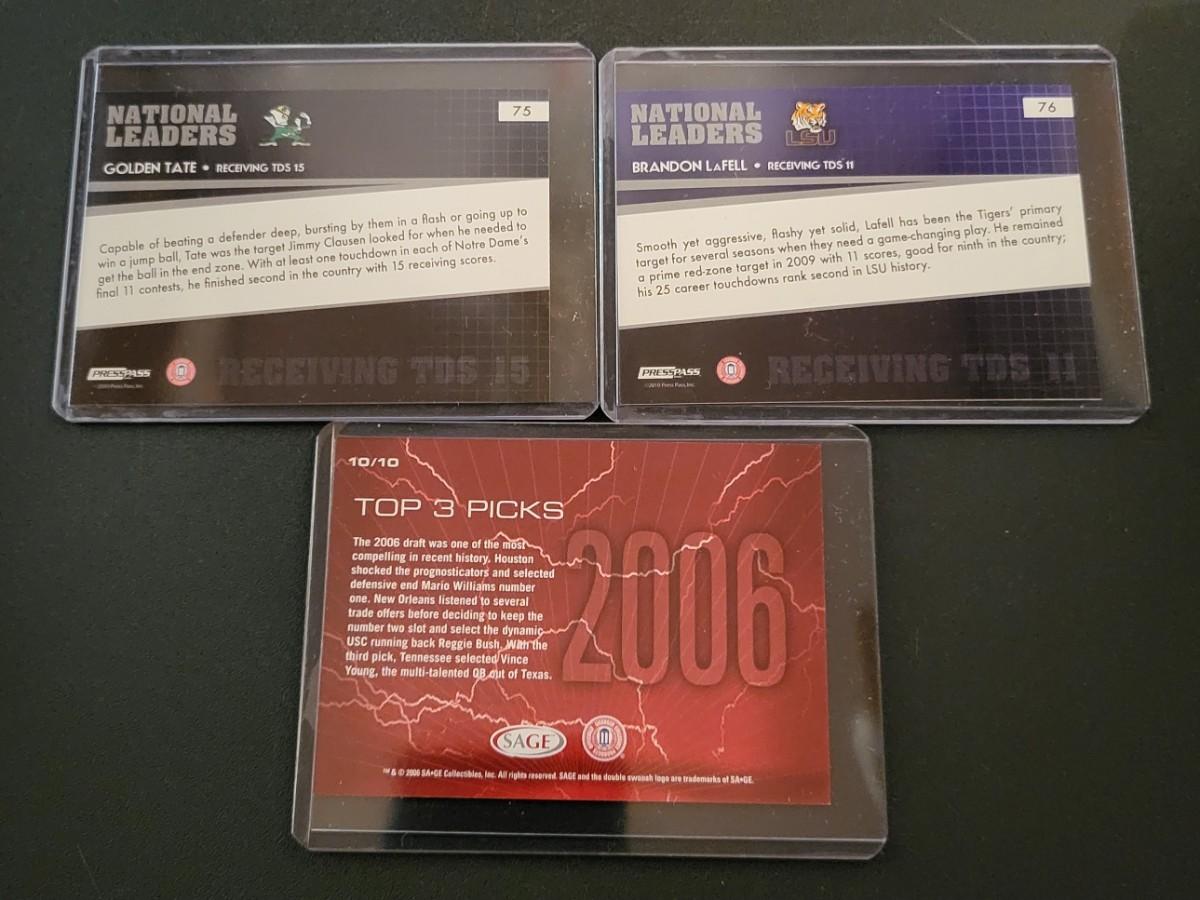 NATIONAL
LEADERS
75
GOLDEN TATE • RECEIVING TDS 15
Capable of beating a defender deep, bursting by them in a flash or going up to
win a jump ball, Tate was the target Jimmy Clausen looked for when he needed to
get the ball in the end zone. With at least one touchdown in each of Notre Dame's
final 11 contests, he finished second in the country with 15 receiving scores.
PRESSPASS
RECEIVING TDS 15
NATIONAL
LEADERS
LSU
76
BRANDON LAFELL • RECEIVING TDS 11
Smooth yet aggressive, flashy yet solid, Lafell has been the Tigers' primary
target for several seasons when they need a game-changing play. He remained
a prime red-zone target in 2009 with 11 scores, good for ninth in the country;
his 25 career touchdowns rank second in LSU history.
PRESSPASS
©2010 Press Pass, Inc.
RECEIVING TDS 11
10/10
TOP 3 PICKS
2006
The 2006 draft was one of the most
compelling in recent history. Houston
shocked the prognosticators and selected
defensive end Mario Williams number
one. New Orleans listened to several
trade offers before deciding to keep the
number two slot and select the dynamic
USC running back Reggie Bush. With the
third pick, Tennessee selected Vince
Young, the multi-talented QB out of Texas.
SAGE
™ & © 2006 SA•GE Collectibles, Inc. All rights reserved. SAGE and the double swoosh logo are trademarks of SA•GE.